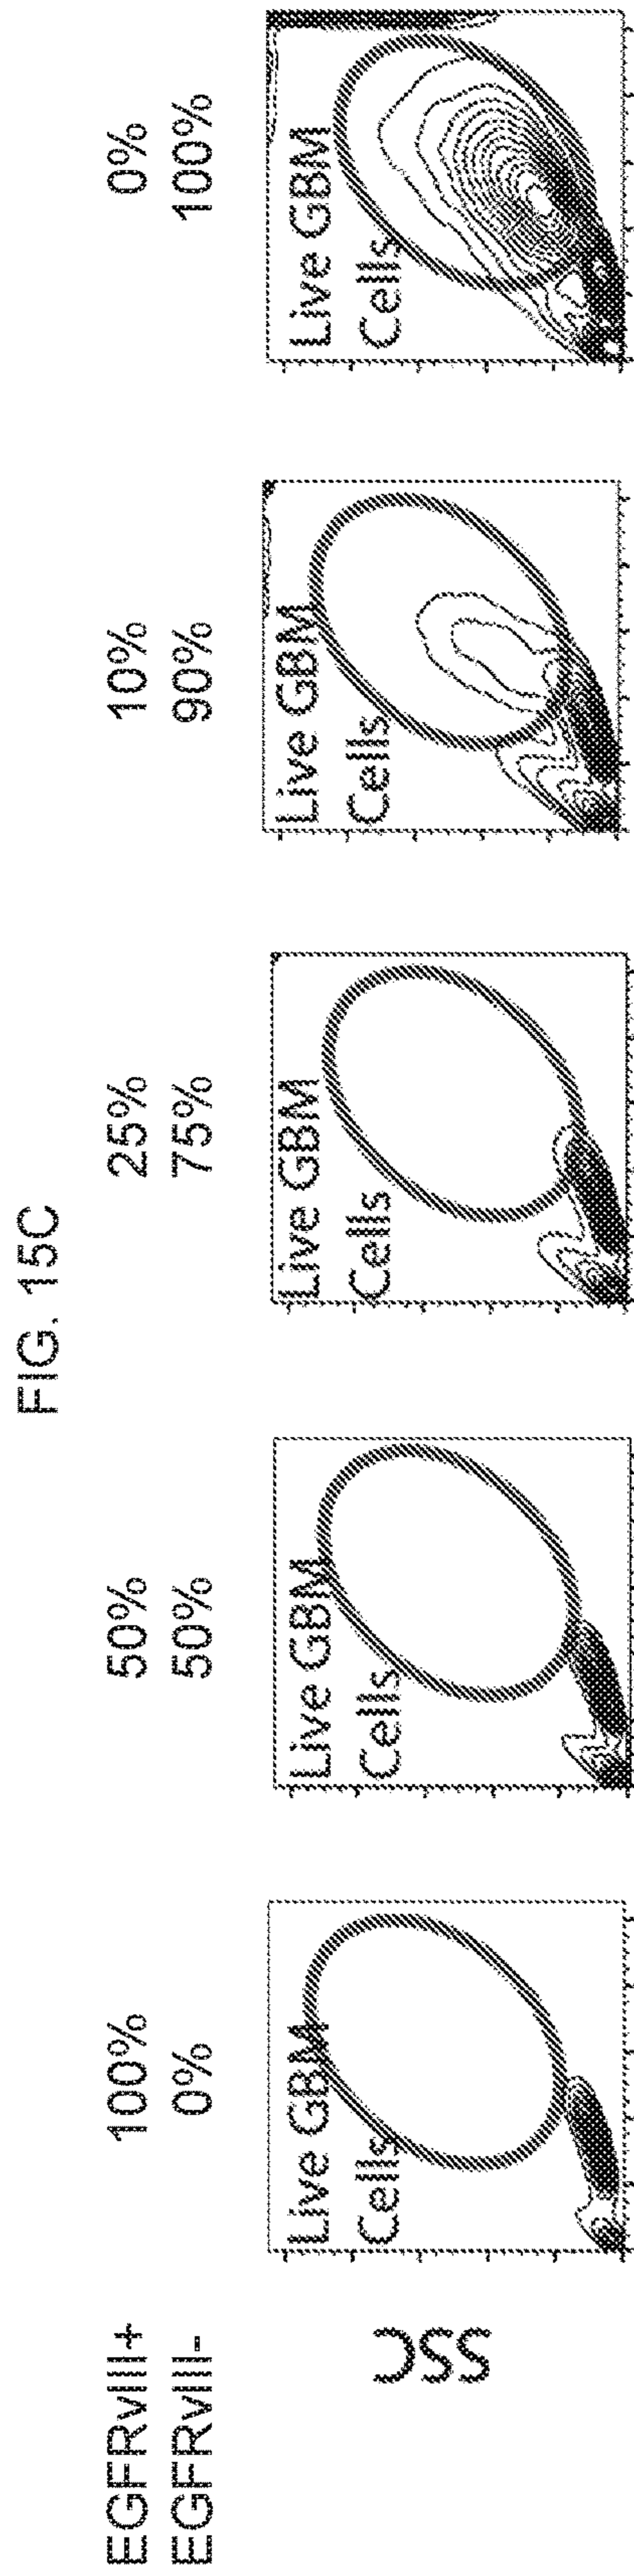 FIG. 15C
EGFRvIII+ 100% 50% 25% 10% 0%
EGFRvIII- 0% 50% 75% 90% 100%
Live GBM
Cells
Live GBM
Cells
Live GBM
Cells
Live GBM
Cells
Live GBM
Cells
SSC